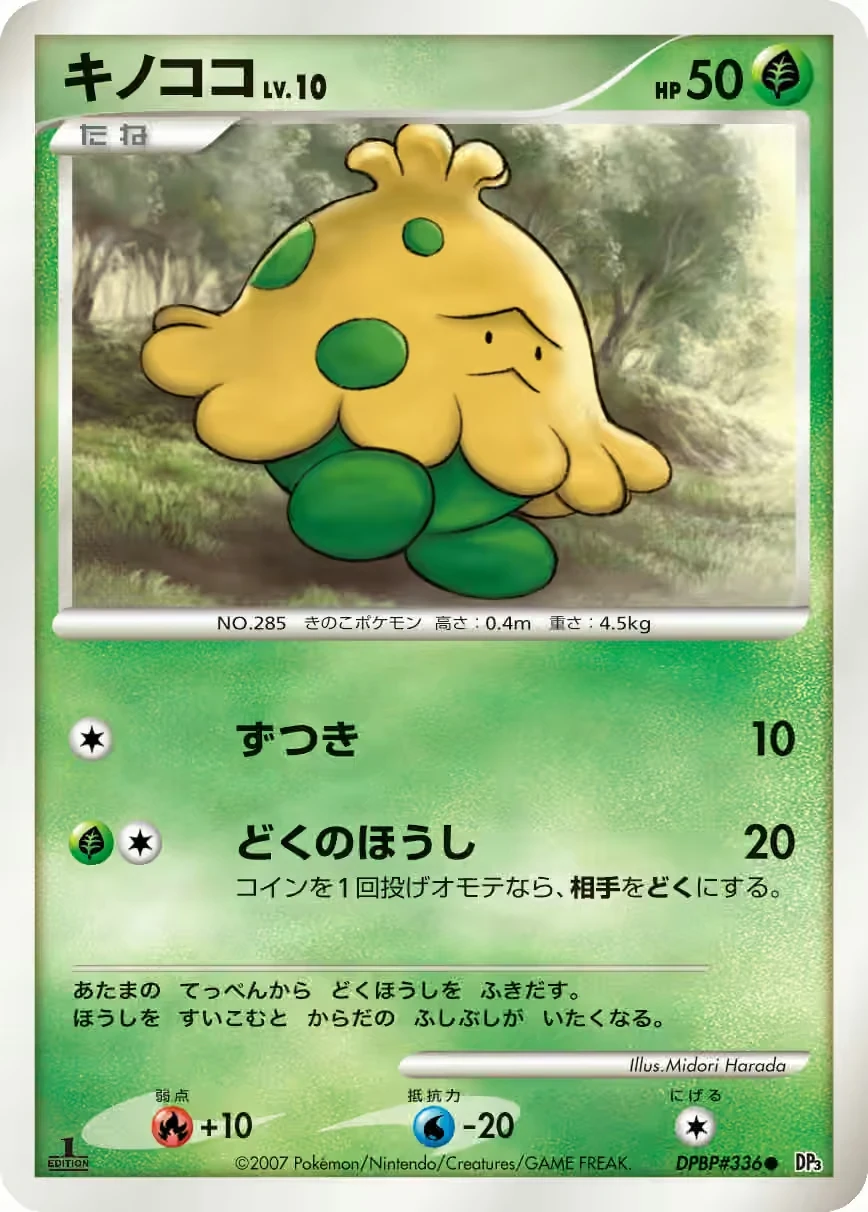 キノココ LV.10 HP 50
たね
NO.285 きのこポケモン 高さ:0.4m 重さ:4.5kg
ずつき 10
どくのほうし 20
コインを1回投げオモテなら、相手をどくにする。
あたまの てっぺんから どくほうしを ふきだす。
ほうしを すいこむと からだの ふしぶしが いたくなる。
Illus.Midori Harada
弱点 抵抗力 にげる
+10 -20
1 EDITION
©2007 Pokémon/Nintendo/Creatures/GAME FREAK. DPBP#336 DP3